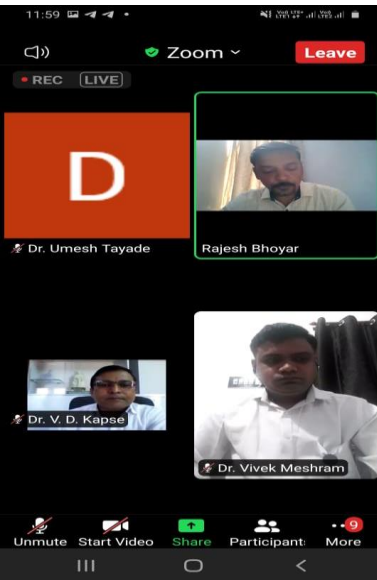 11:59
Zoom
Leave
REC LIVE
D
Dr. Umesh Tayade
Rajesh Bhoyar
Dr. V. D. Kapse
Dr. Vivek Meshram
9
Unmute Start Video Share Participant More